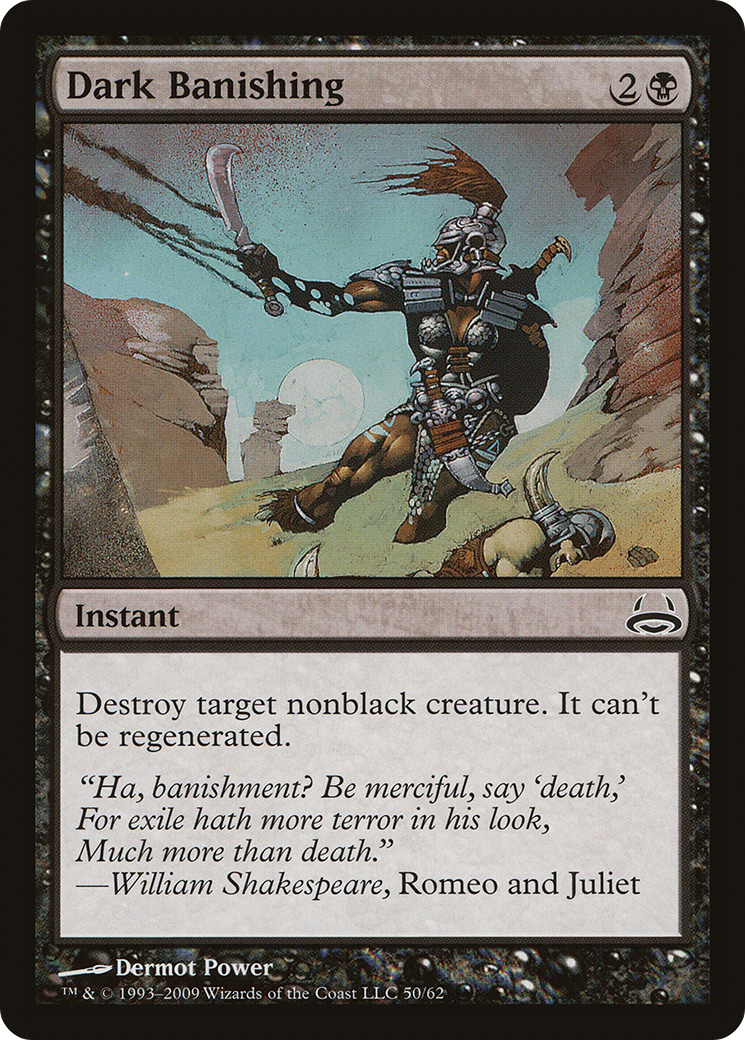 Dark Banishing 2
Instant
Destroy target nonblack creature. It can't
be regenerated.
"Ha, banishment? Be merciful, say 'death,'
For exile hath more terror in his look,
Much more than death."
—William Shakespeare, Romeo and Juliet
Dermot Power
™ & © 1993–2009 Wizards of the Coast LLC 50/62